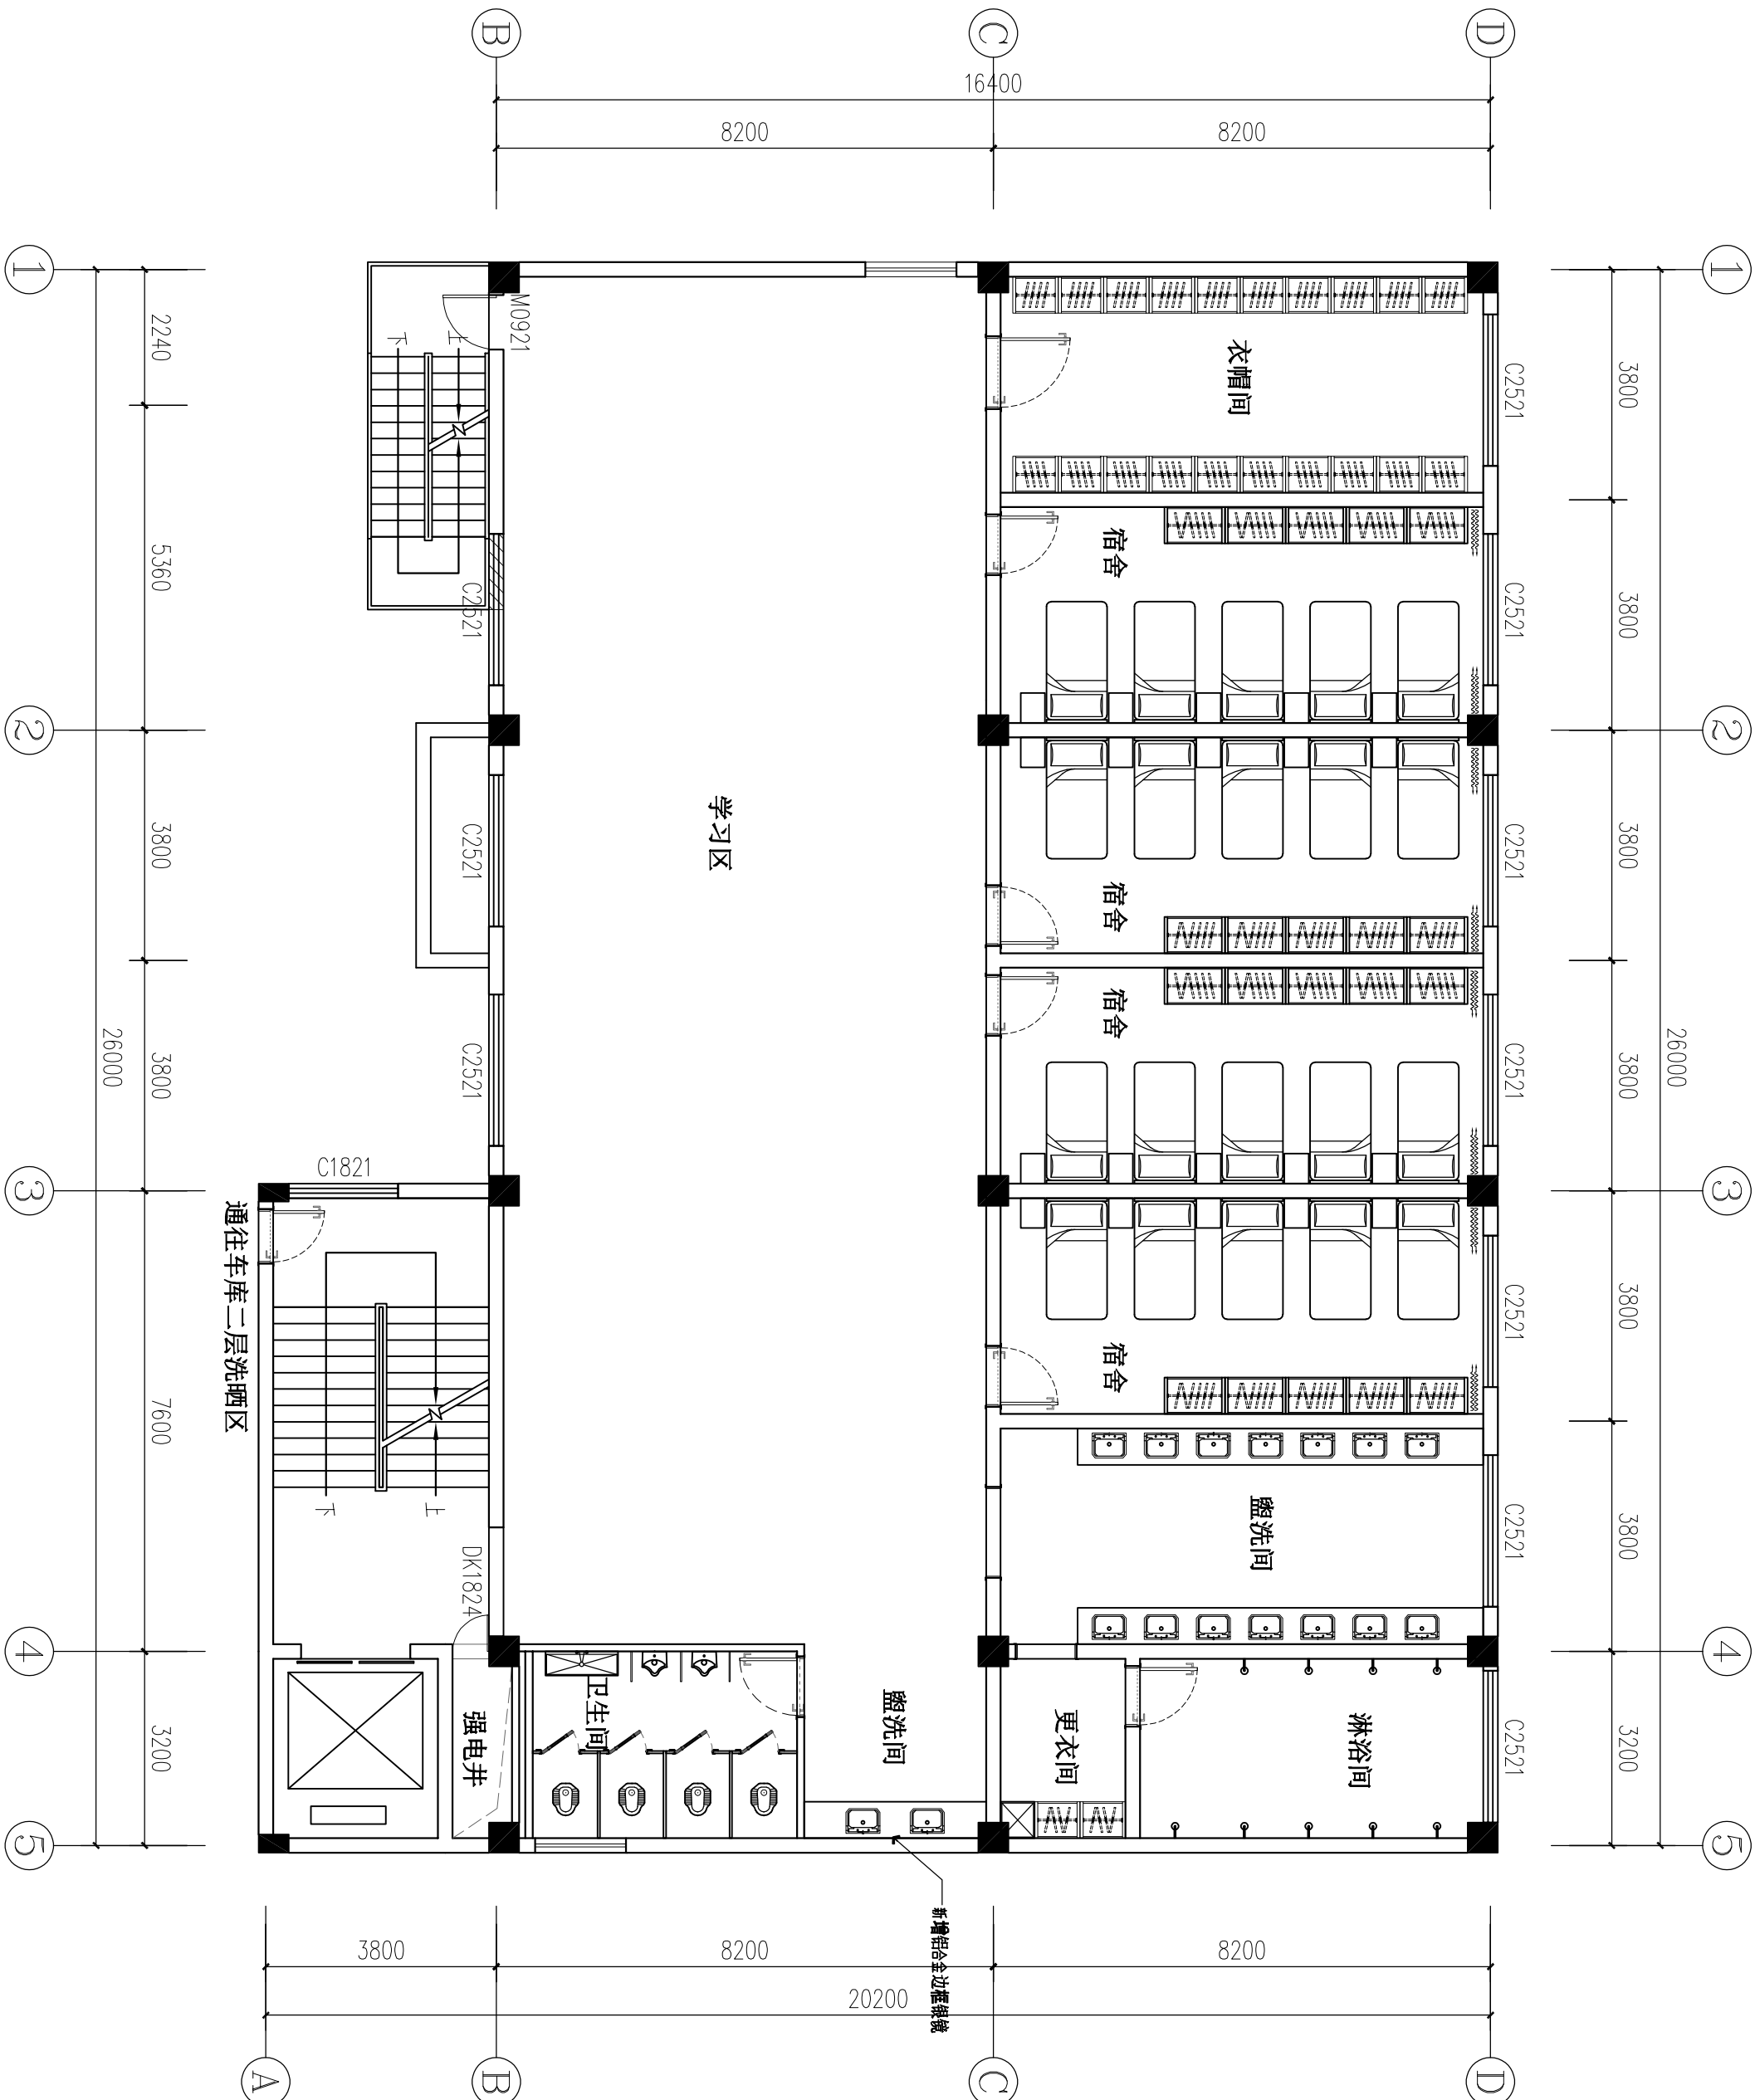 B
C
D
16400
8200
8200
1
1
2240
5360
3800
3800
7600
3200
26000
2
3
4
5
3800
3800
3800
3800
3800
3800
3200
26000
2
3
4
5
M0921
上
下
C2521
C2521
C2521
C1821
DK1824
上
下
通往车库二层洗晒区
强电井
衣帽间
C2521
宿舍
C2521
宿舍
C2521
宿舍
C2521
宿舍
C2521
盥洗间
C2521
淋浴间
C2521
更衣间
盥洗间
卫生间
学习区
新增铝合金边框银镜
3800
8200
8200
20200
A
B
C
D